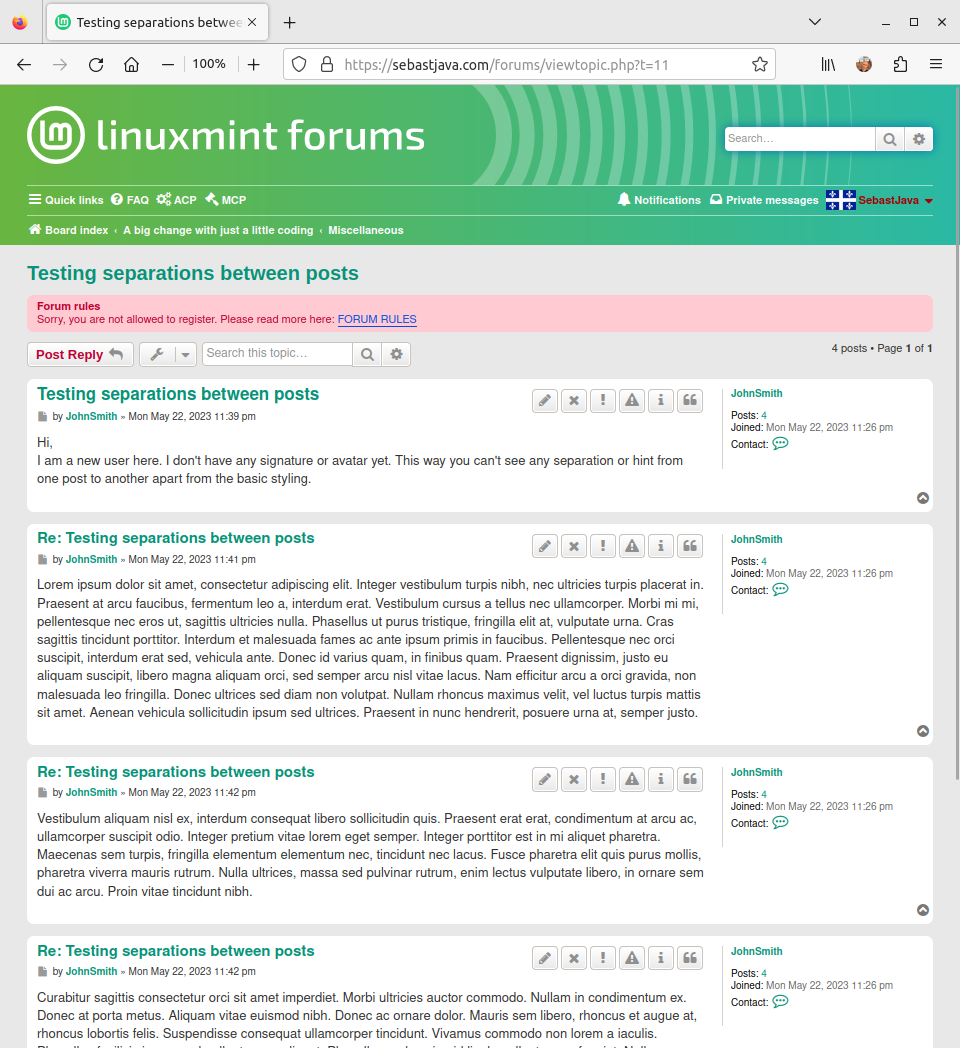 Testing separations betwee
100%
https://sebastjava.com/forums/viewtopic.php?t=11
linuxmint forums
Search…
Quick links FAQ ACP MCP
Notifications Private messages SebastJava
Board index ‹ A big change with just a little coding ‹ Miscellaneous
Testing separations between posts
Forum rules
Sorry, you are not allowed to register. Please read more here: FORUM RULES
Post Reply
Search this topic…
4 posts • Page 1 of 1
Testing separations between posts
by JohnSmith » Mon May 22, 2023 11:39 pm
Hi,
I am a new user here. I don't have any signature or avatar yet. This way you can't see any separation or hint from
one post to another apart from the basic styling.
JohnSmith
Posts: 4
Joined: Mon May 22, 2023 11:26 pm
Contact:
Re: Testing separations between posts
by JohnSmith » Mon May 22, 2023 11:41 pm
Lorem ipsum dolor sit amet, consectetur adipiscing elit. Integer vestibulum turpis nibh, nec ultricies turpis placerat in.
Praesent at arcu faucibus, fermentum leo a, interdum erat. Vestibulum cursus a tellus nec ullamcorper. Morbi mi mi,
pellentesque nec eros ut, sagittis ultricies nulla. Phasellus ut purus tristique, fringilla elit at, vulputate urna. Cras
sagittis tincidunt porttitor. Interdum et malesuada fames ac ante ipsum primis in faucibus. Pellentesque nec orci
suscipit, interdum erat sed, vehicula ante. Donec id varius quam, in finibus quam. Praesent dignissim, justo eu
aliquam suscipit, libero magna aliquam orci, sed semper arcu nisl vitae lacus. Nam efficitur arcu a orci gravida, non
malesuada leo fringilla. Donec ultrices sed diam non volutpat. Nullam rhoncus maximus velit, vel luctus turpis mattis
sit amet. Aenean vehicula sollicitudin ipsum sed ultrices. Praesent in nunc hendrerit, posuere urna at, semper justo.
JohnSmith
Posts: 4
Joined: Mon May 22, 2023 11:26 pm
Contact:
Re: Testing separations between posts
by JohnSmith » Mon May 22, 2023 11:42 pm
Vestibulum aliquam nisl ex, interdum consequat libero sollicitudin quis. Praesent erat erat, condimentum at arcu ac,
ullamcorper suscipit odio. Integer pretium vitae lorem eget semper. Integer porttitor est in mi aliquet pharetra.
Maecenas sem turpis, fringilla elementum elementum nec, tincidunt nec lacus. Fusce pharetra elit quis purus mollis,
pharetra viverra mauris rutrum. Nulla ultrices, massa sed pulvinar rutrum, enim lectus vulputate libero, in ornare sem
dui ac arcu. Proin vitae tincidunt nibh.
JohnSmith
Posts: 4
Joined: Mon May 22, 2023 11:26 pm
Contact:
Re: Testing separations between posts
by JohnSmith » Mon May 22, 2023 11:42 pm
Curabitur sagittis consectetur orci sit amet imperdiet. Morbi ultricies auctor commodo. Nullam in condimentum ex.
Donec at porta metus. Aliquam vitae euismod nibh. Donec ac ornare dolor. Mauris sem libero, rhoncus et augue at,
rhoncus lobortis felis. Suspendisse consequat ullamcorper tincidunt. Vivamus commodo non lorem a iaculis.
JohnSmith
Posts: 4
Joined: Mon May 22, 2023 11:26 pm
Contact: